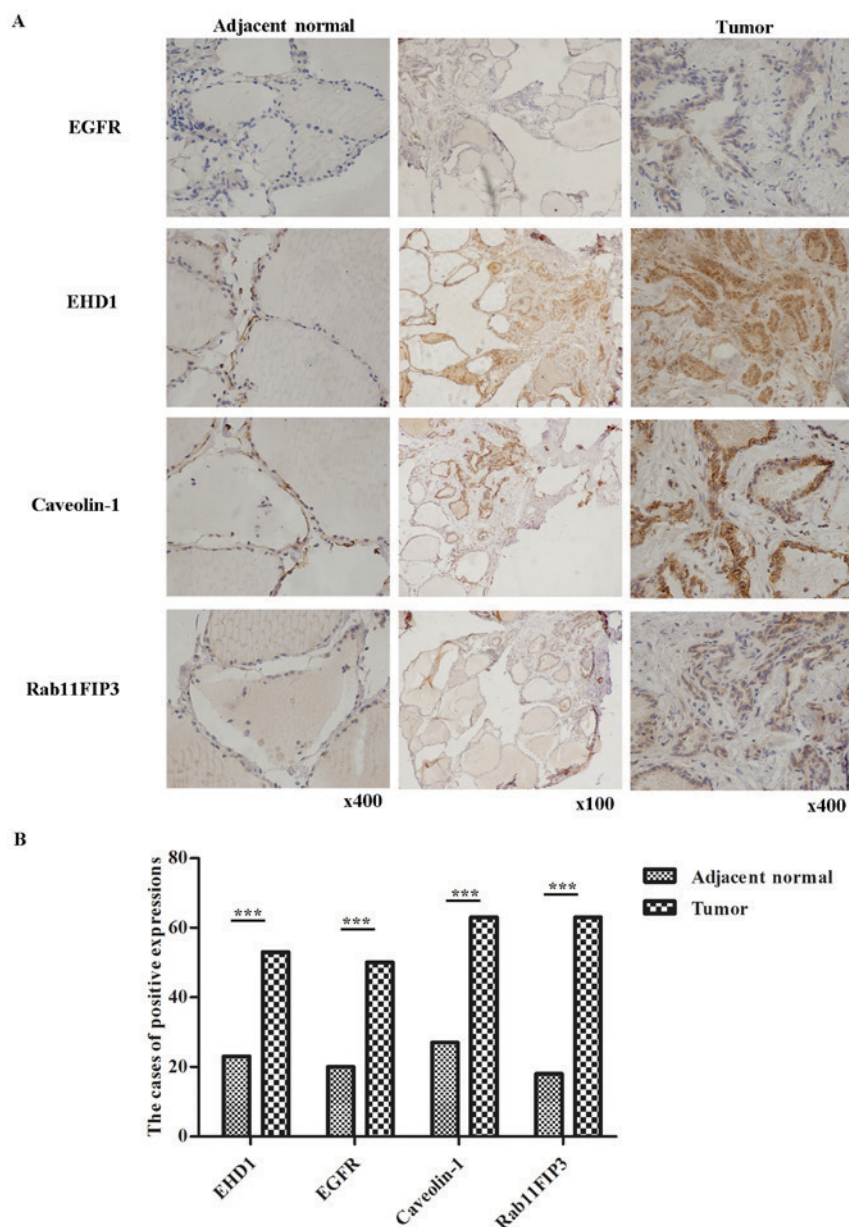 A
Adjacent normal
Tumor
EGFR
EHD1
Caveolin-1
Rab11FIP3
x400
x100
x400
B
The cases of positive expressions
80
60
40
20
0
***
***
***
***
Adjacent normal
Tumor
EHD1
EGFR
Caveolin-1
Rab11FIP3